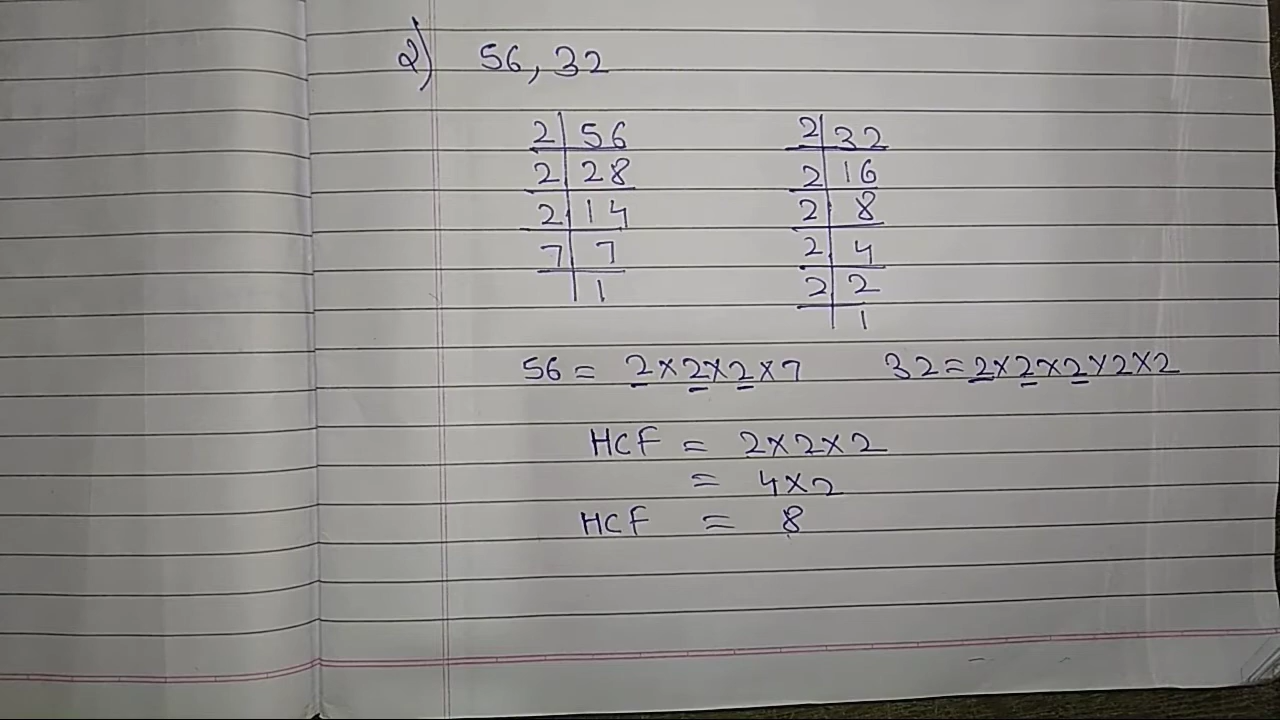 2) 56, 32
2 56 2 32
2 28 2 16
2 14 2 8
7 7 2 4
1 2 2
1
56 = 2×2×2×7 32 = 2×2×2×2×2
HCF = 2×2×2
= 4×2
HCF = 8